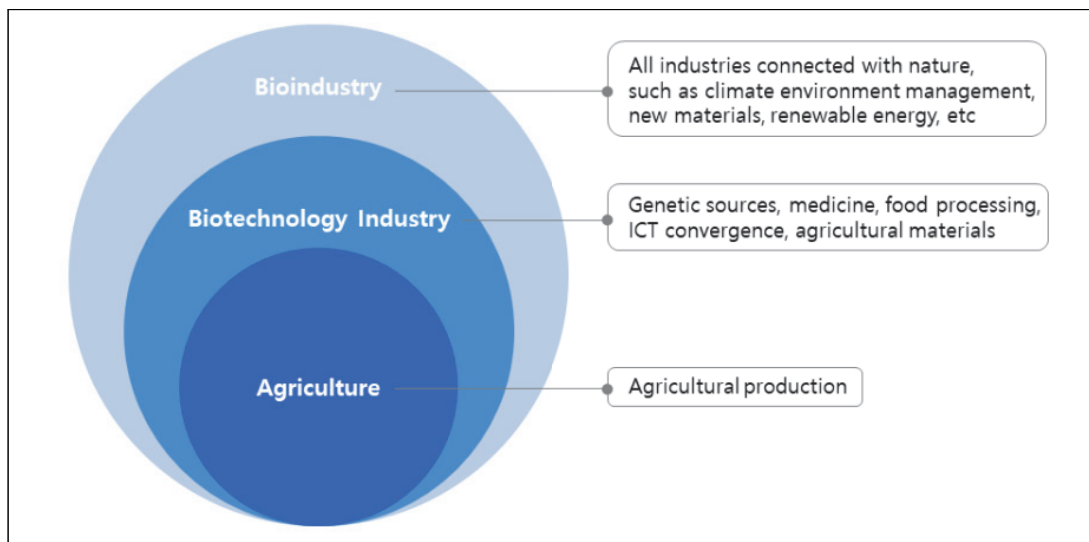 Bioindustry
All industries connected with nature,
such as climate environment management,
new materials, renewable energy, etc
Biotechnology Industry
Genetic sources, medicine, food processing,
ICT convergence, agricultural materials
Agriculture
Agricultural production